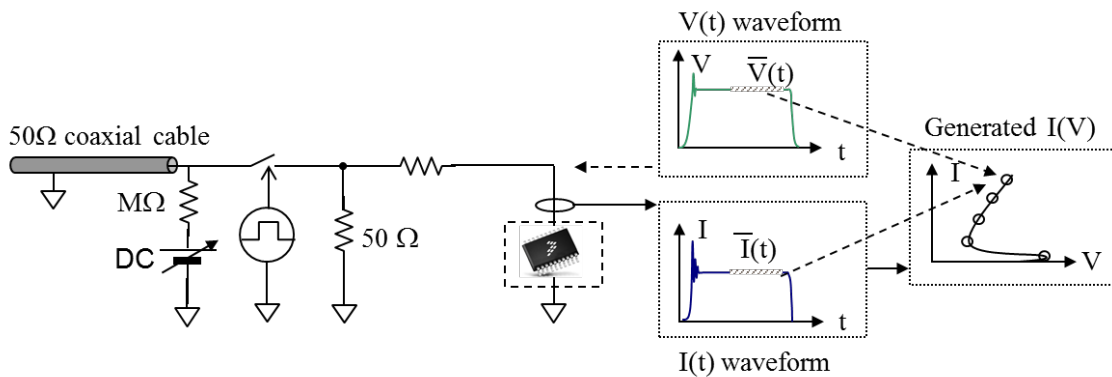 V(t) waveform
V
V̅(t)
t
50Ω coaxial cable
MΩ
DC
50 Ω
Generated I(V)
I
V
I
I̅(t)
t
I(t) waveform